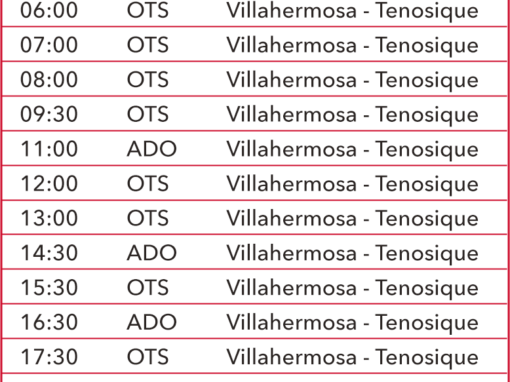 06:00 OTS Villahermosa - Tenosique
07:00 OTS Villahermosa - Tenosique
08:00 OTS Villahermosa - Tenosique
09:30 OTS Villahermosa - Tenosique
11:00 ADO Villahermosa - Tenosique
12:00 OTS Villahermosa - Tenosique
13:00 OTS Villahermosa - Tenosique
14:30 ADO Villahermosa - Tenosique
15:30 OTS Villahermosa - Tenosique
16:30 ADO Villahermosa - Tenosique
17:30 OTS Villahermosa - Tenosique